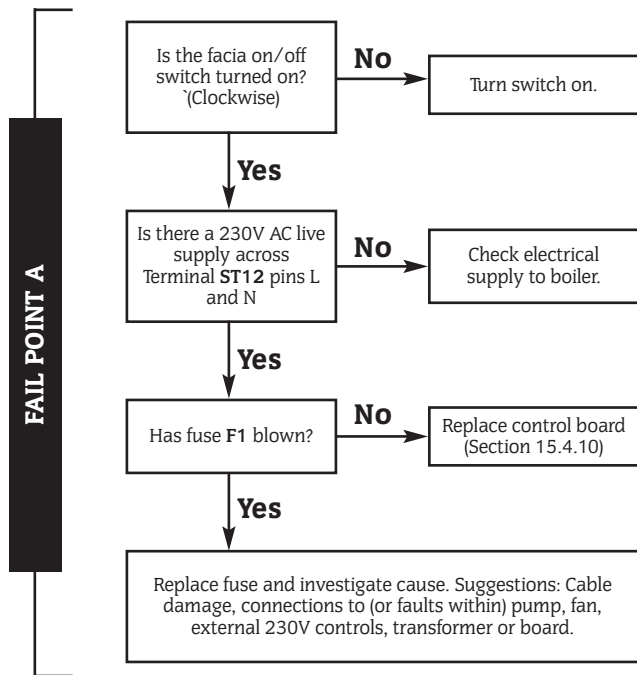 FAIL POINT A
Is the facia on/off
switch turned on?
`(Clockwise)
No
Turn switch on.
Yes
Is there a 230V AC live
supply across
Terminal ST12 pins L
and N
No
Check electrical
supply to boiler.
Yes
Has fuse F1 blown?
No
Replace control board
(Section 15.4.10)
Yes
Replace fuse and investigate cause. Suggestions: Cable
damage, connections to (or faults within) pump, fan,
external 230V controls, transformer or board.